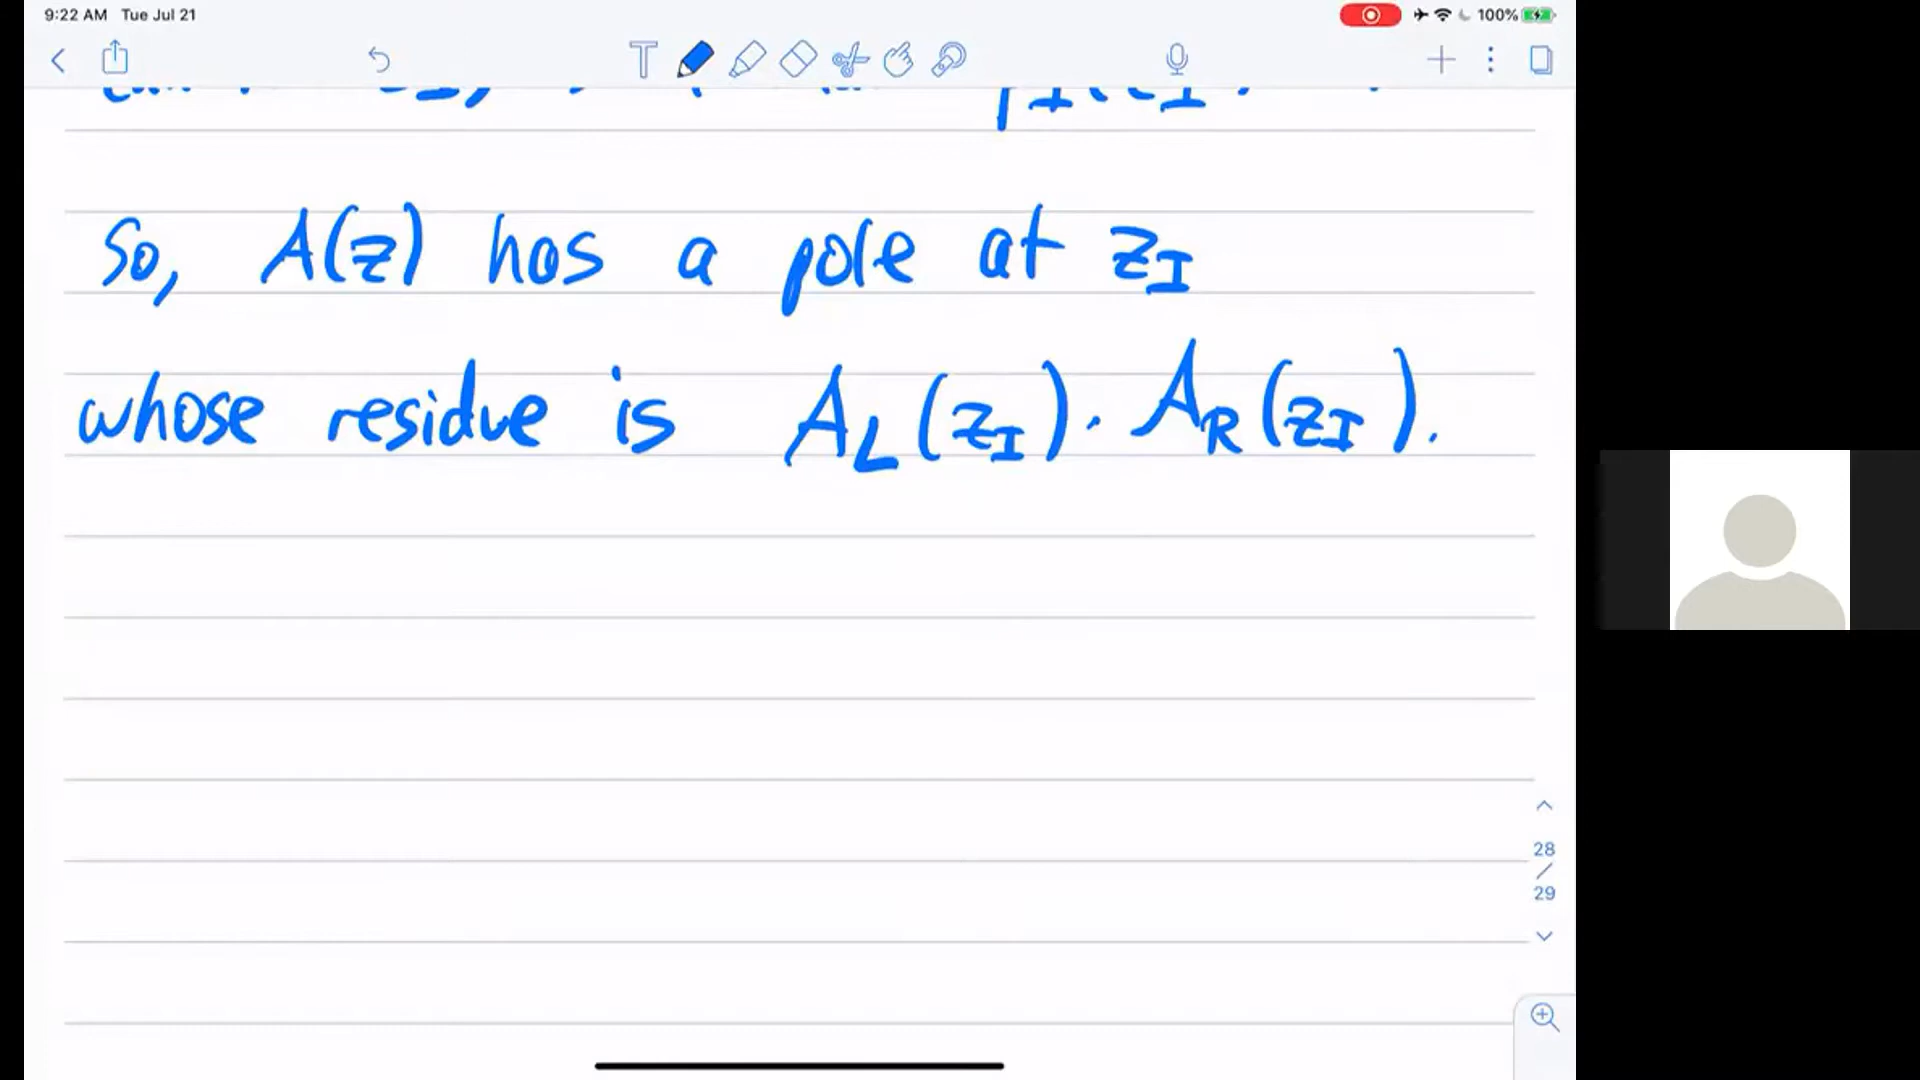 9:22 AM Tue Jul 21
100%
So, A(z) has a pole at z_I
whose residue is A_L(z_I) · A_R(z_I).
28
/
29